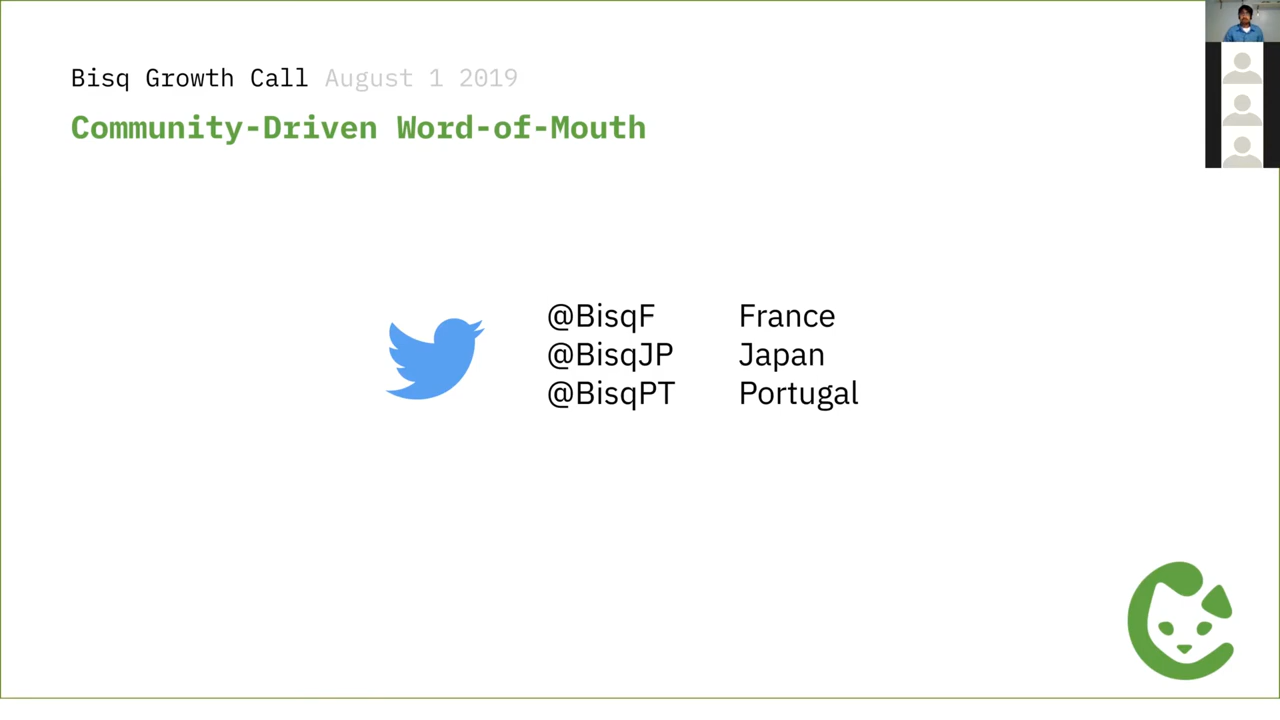 Bisq Growth Call August 1 2019
Community-Driven Word-of-Mouth
@BisqF France
@BisqJP Japan
@BisqPT Portugal